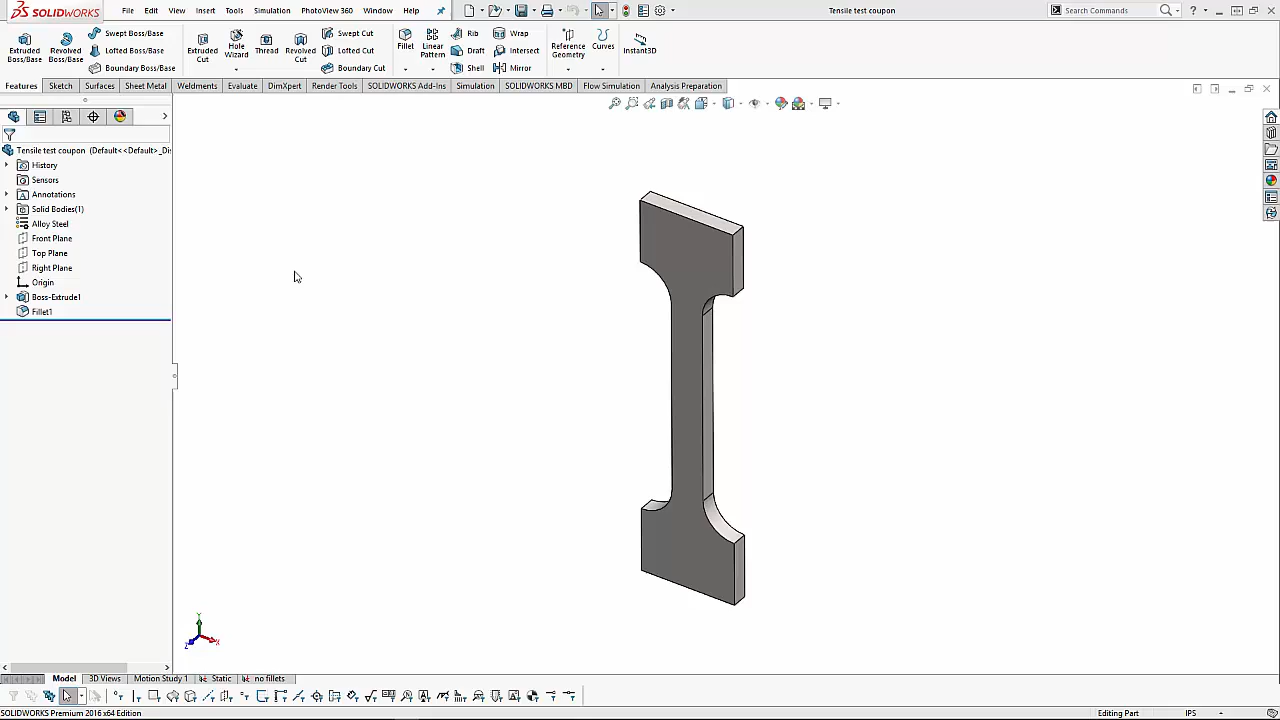 SOLIDWORKS File Edit View Insert Tools Simulation PhotoView 360 Window Help Tensile test coupon Search Commands
Extruded Boss/Base
Revolved Boss/Base
Swept Boss/Base
Lofted Boss/Base
Boundary Boss/Base
Extruded Cut
Hole Wizard
Thread
Revolved Cut
Swept Cut
Lofted Cut
Boundary Cut
Fillet
Linear Pattern
Rib
Draft
Shell
Wrap
Intersect
Mirror
Reference Geometry
Curves
Instant3D
Features Sketch Surfaces Sheet Metal Weldments Evaluate DimXpert Render Tools SOLIDWORKS Add-Ins Simulation SOLIDWORKS MBD Flow Simulation Analysis Preparation
Tensile test coupon (Default<<Default>_Di
History
Sensors
Annotations
Solid Bodies(1)
Alloy Steel
Front Plane
Top Plane
Right Plane
Origin
Boss-Extrude1
Fillet1
Y
Z X
Model 3D Views Motion Study 1 Static no fillets
SOLIDWORKS Premium 2016 x64 Edition Editing Part IPS